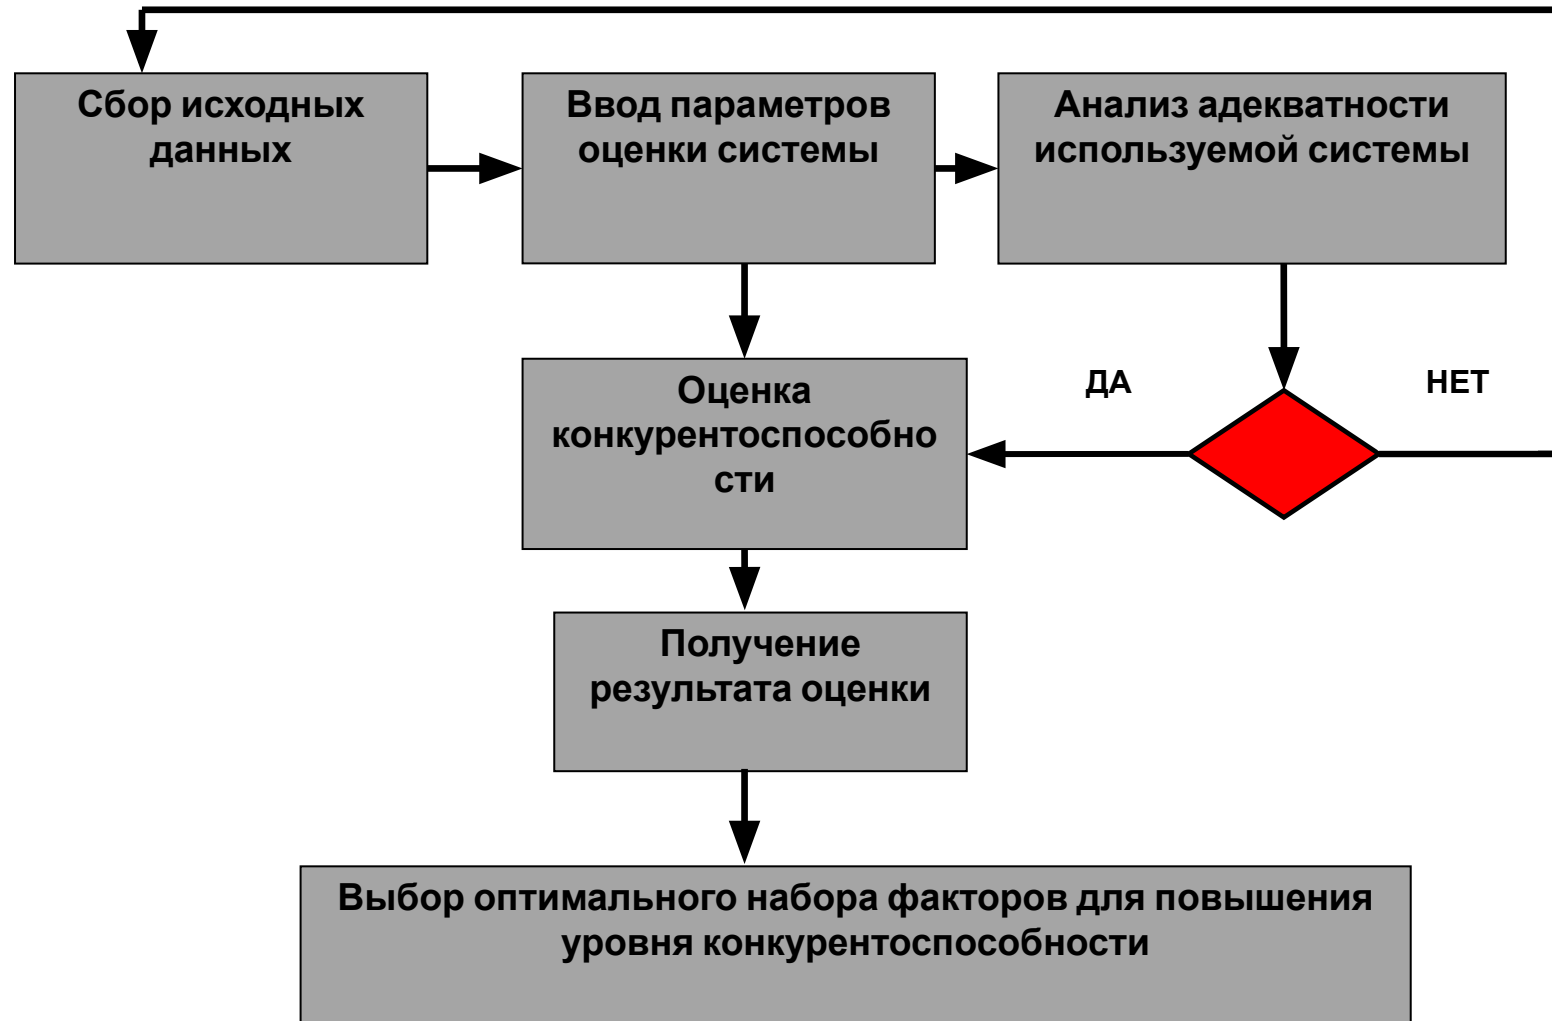 Сбор исходных
данных
Ввод параметров
оценки системы
Анализ адекватности
используемой системы
Оценка
конкурентоспособно
сти
ДА
НЕТ
Получение
результата оценки
Выбор оптимального набора факторов для повышения
уровня конкурентоспособности